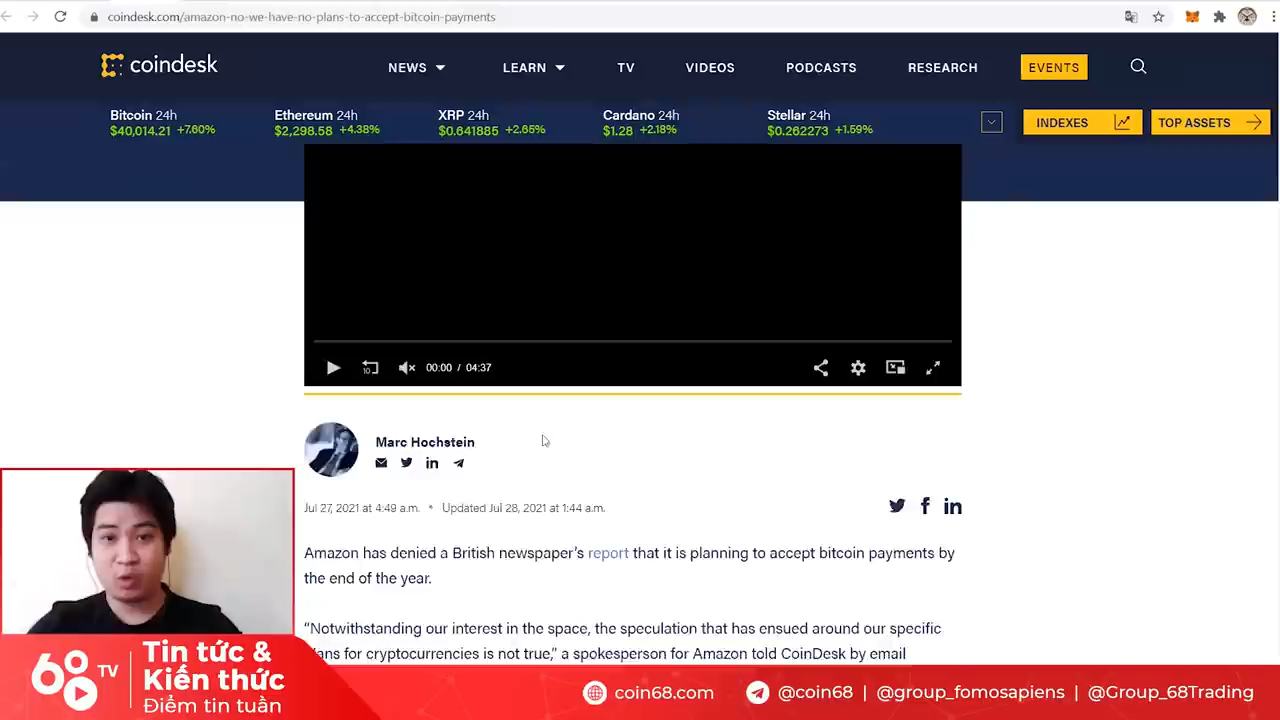 coindesk.com/amazon-no-we-have-no-plans-to-accept-bitcoin-payments
coindesk
NEWS LEARN TV VIDEOS PODCASTS RESEARCH EVENTS
Bitcoin 24h Ethereum 24h XRP 24h Cardano 24h Stellar 24h
$40,014.21 +7.60% $2,298.58 +4.38% $0.641885 +2.65% $1.28 +2.18% $0.262273 +1.59%
INDEXES TOP ASSETS
10 00:00 / 04:37
Marc Hochstein
Jul 27, 2021 at 4:49 a.m. • Updated Jul 28, 2021 at 1:44 a.m.
Amazon has denied a British newspaper’s report that it is planning to accept bitcoin payments by
the end of the year.
“Notwithstanding our interest in the space, the speculation that has ensued around our specific
for cryptocurrencies is not true,” a spokesperson for Amazon told CoinDesk by email
68 TV
Tin tức &
Kiến thức
Điểm tin tuần
coin68.com @coin68 | @group_fomosapiens | @Group_68Trading